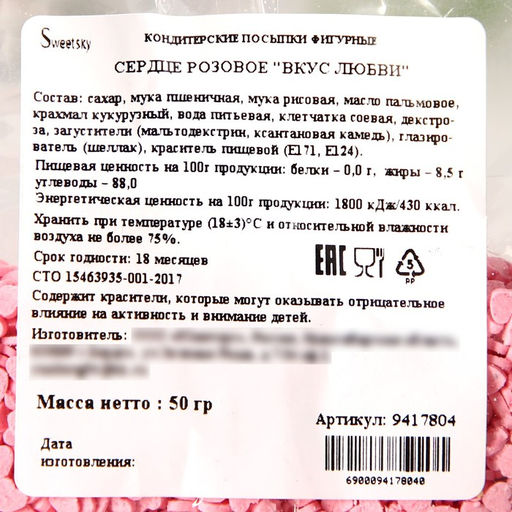 Sweetsky
КОНДИТЕРСКИЕ ПОСЫПКИ ФИГУРНЫЕ
СЕРДЦЕ РОЗОВОЕ "ВКУС ЛЮБВИ"
Состав: сахар, мука пшеничная, мука рисовая, масло пальмовое,
крахмал кукурузный, вода питьевая, клетчатка соевая, декстро-
за, загустители (мальтодекстрин, ксантановая камедь), глазиро-
ватель (шеллак), краситель пищевой (Е171, Е124).
Пищевая ценность на 100г продукции: белки – 0,0 г, жиры – 8,5 г
углеводы – 88,0
Энергетическая ценность на 100г продукции: 1800 кДж/430 ккал.
Хранить при температуре (18±3)°С и относительной влажности
воздуха не более 75%.
Срок годности: 18 месяцев
СТО 15463935-001-2017
EAC
5
PP
Содержит красители, которые могут оказывать отрицательное
влияние на активность и внимание детей.
Изготовитель:
Масса нетто : 50 гр
Артикул: 9417804
Дата
изготовления:
6900094178040